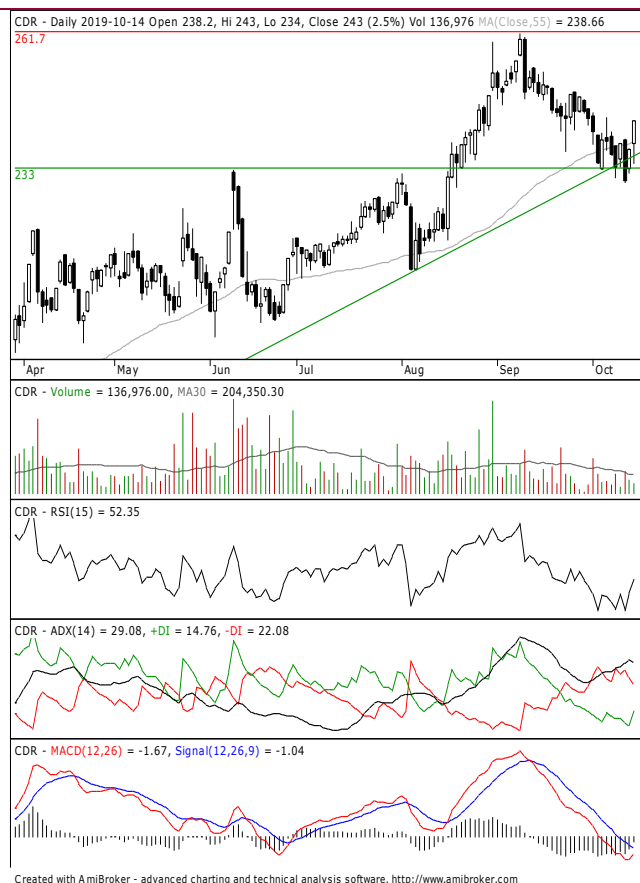 CDR - Daily 2019-10-14 Open 238.2, Hi 243, Lo 234, Close 243 (2.5%) Vol 136,976 MA(Close,55) = 238.66
261.7
233
Apr May Jun Jul Aug Sep Oct
CDR - Volume = 136,976.00, MA30 = 204,350.30
CDR - RSI(15) = 52.35
CDR - ADX(14) = 29.08, +DI = 14.76, -DI = 22.08
CDR - MACD(12,26) = -1.67, Signal(12,26,9) = -1.04
Created with AmiBroker - advanced charting and technical analysis software. http://www.amibroker.com